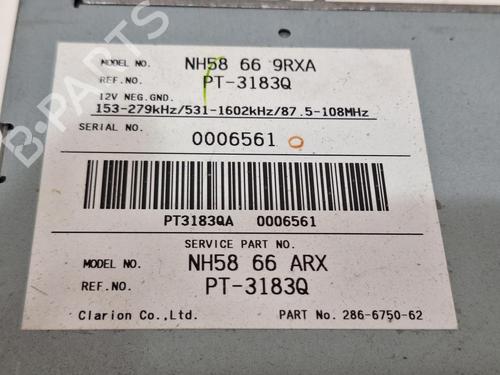 MODEL NO. NH58 66 9RXA
REF.NO. PT-3183Q
12V NEG.GND.
153-279kHz/531-1602kHz/87.5-108MHz
SERIAL NO. 0006561
PT3183QA 0006561
SERVICE PART NO.
MODEL NO. NH58 66 ARX
REF.NO. PT-3183Q
Clarion Co.,Ltd. PART No. 286-6750-62
B-PARTS